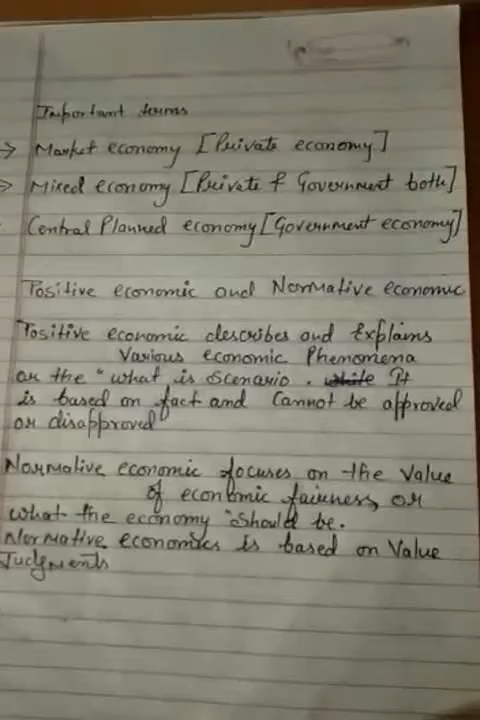 Important terms
→ Market economy [Private economy]
→ Mixed economy [Private & Government both]
Central Planned economy [Government economy]
Positive economic and Normative economic
Positive economic describes and Explains
Various economic Phenomena
or the "what is Scenario. while It
is based on fact and Cannot be approved
or disapproved
Normative economic focuses on the Value
of economic fairness, or
what the economy "Should be.
Normative economics is based on Value
Judgments